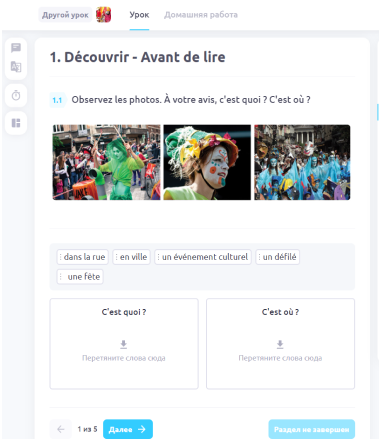 Другой урок
Урок
Домашняя работа
1. Découvrir - Avant de lire
1.1 Observez les photos. À votre avis, c'est quoi ? C'est où ?
dans la rue
en ville
un événement culturel
un défilé
une fête
C'est quoi ?
Перетяните слова сюда
C'est où ?
Перетяните слова сюда
1 из 5
Далее
Раздел не завершен